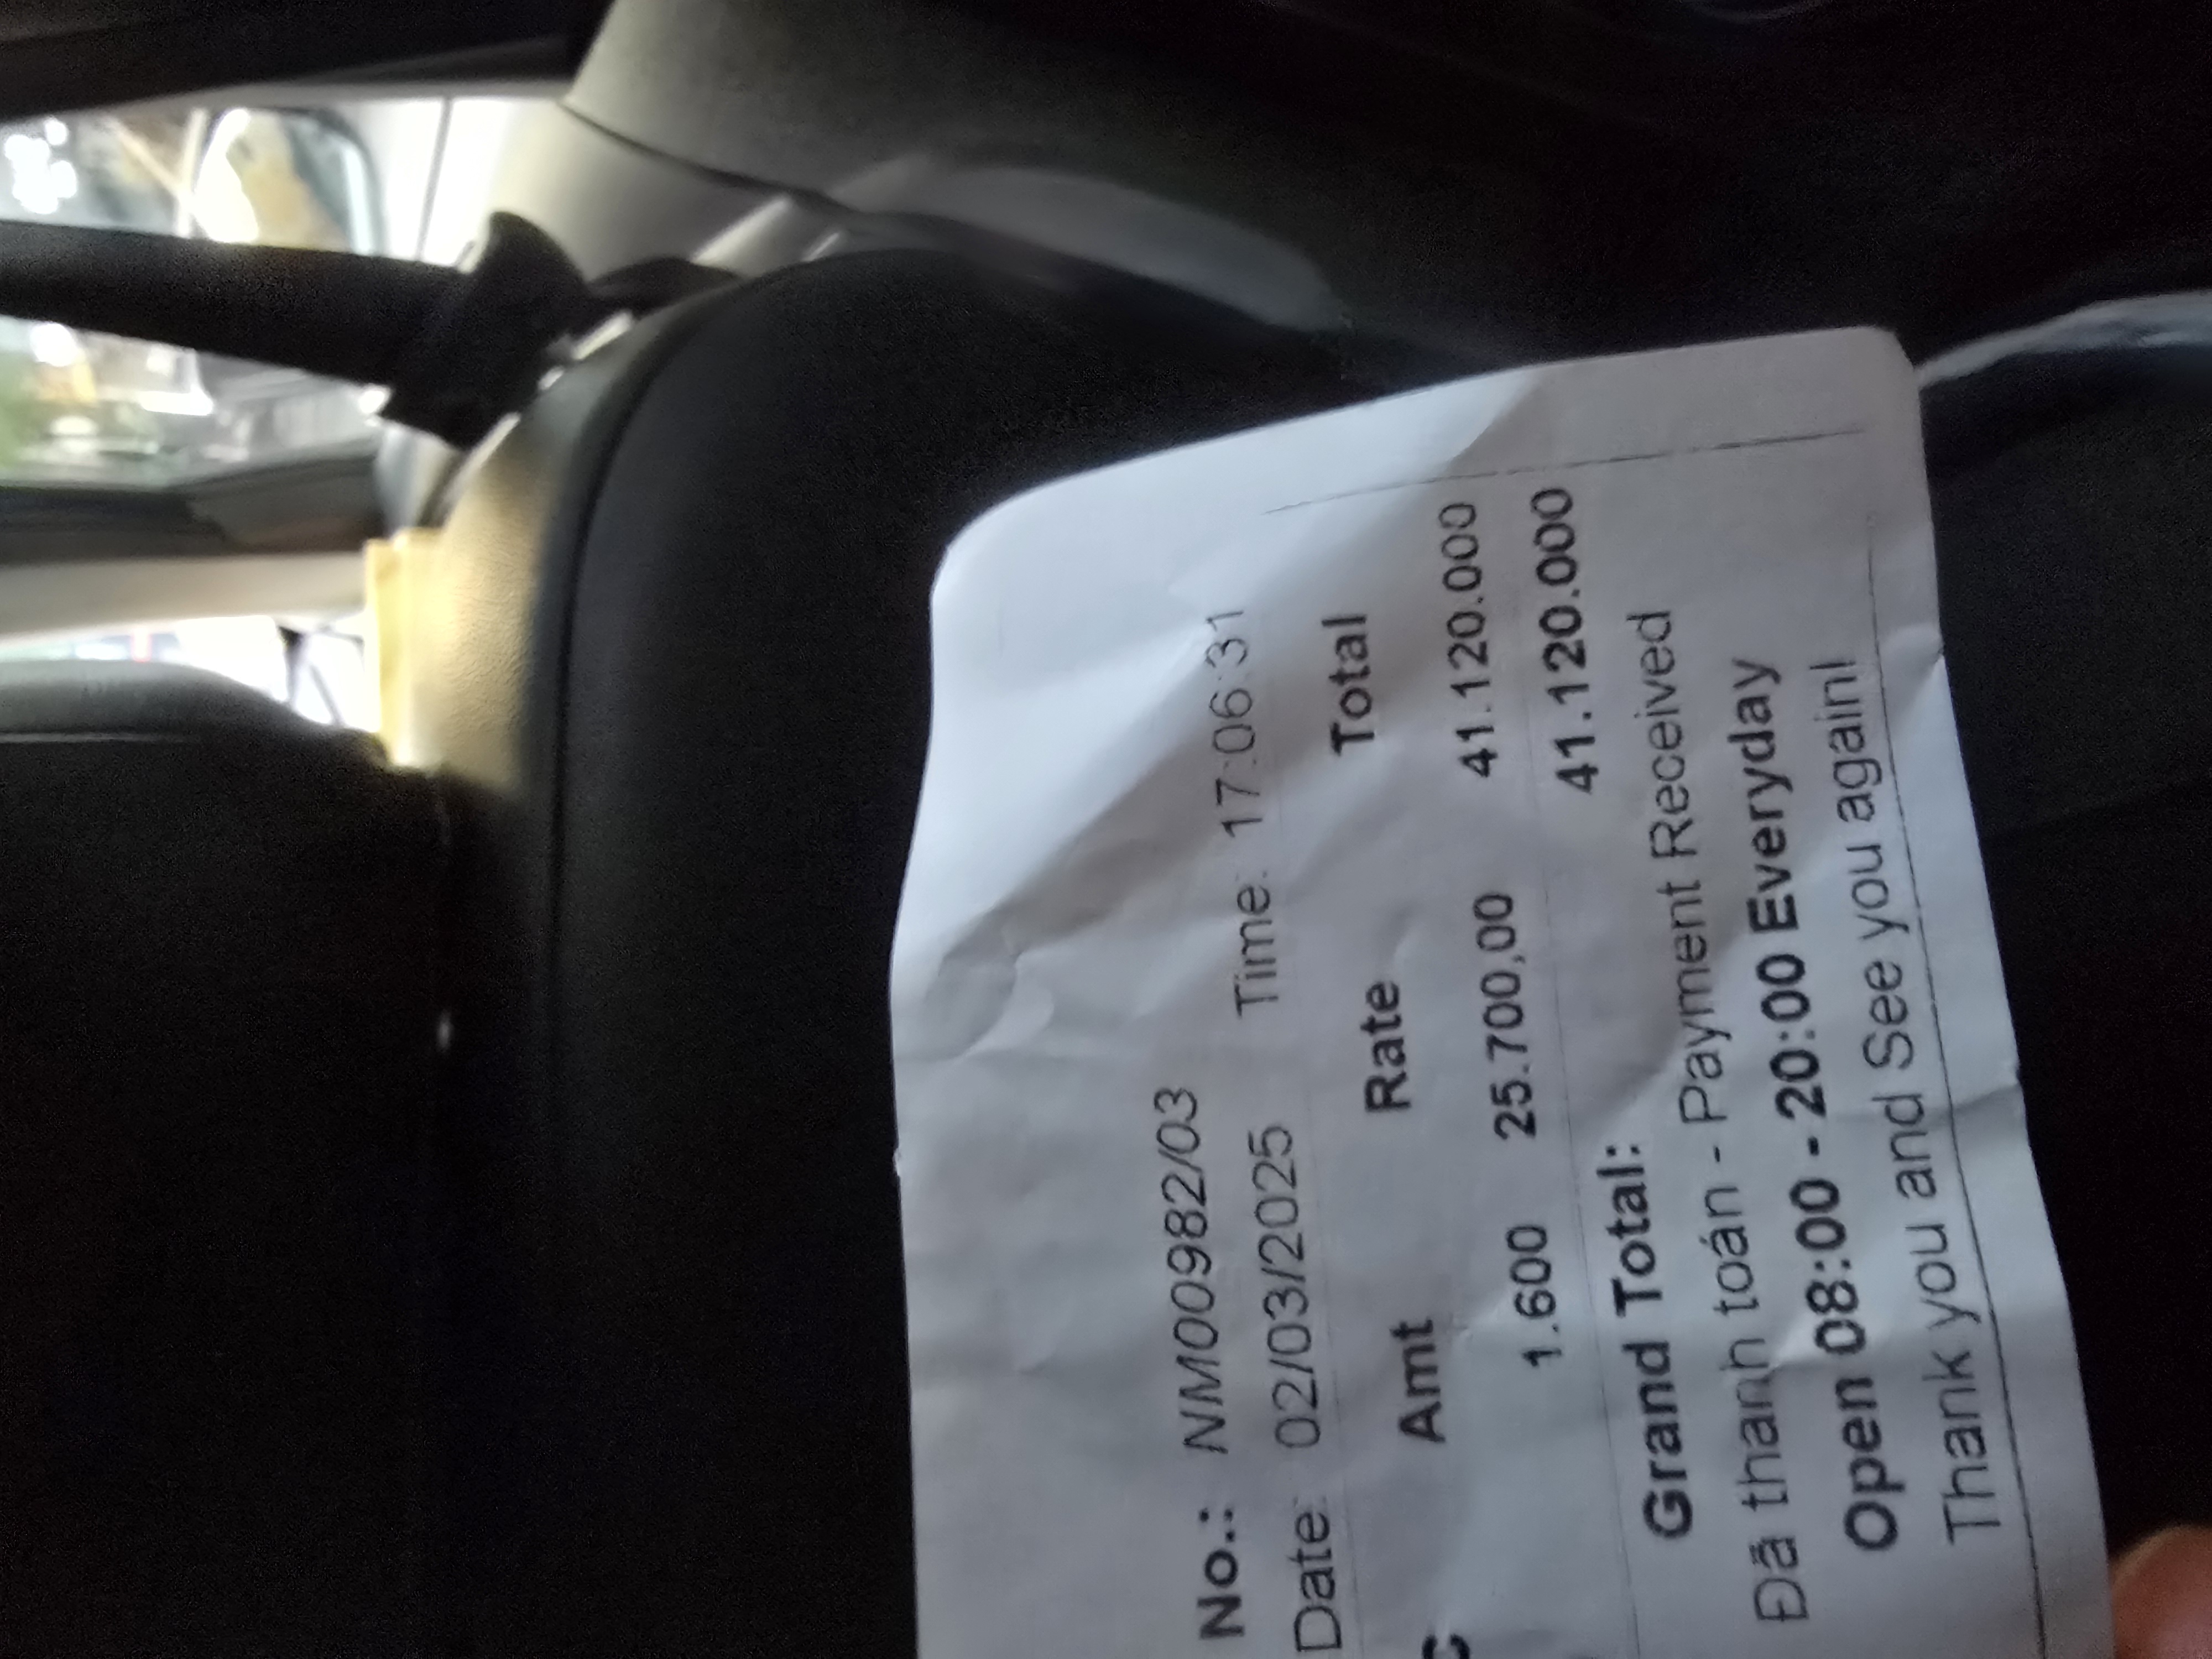 No.: NM00982/03
Date: 02/03/2025 Time: 17:06:31
Amt Rate Total
1.600 25.700,00 41.120.000
Grand Total: 41.120.000
Đã thanh toán - Payment Received
Open 08:00 - 20:00 Everyday
Thank you and See you again!